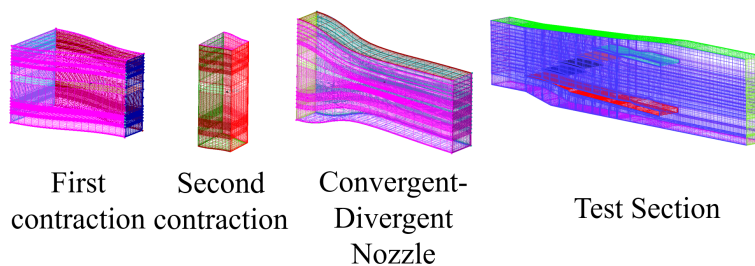 First
contraction
Second
contraction
Convergent-
Divergent
Nozzle
Test Section